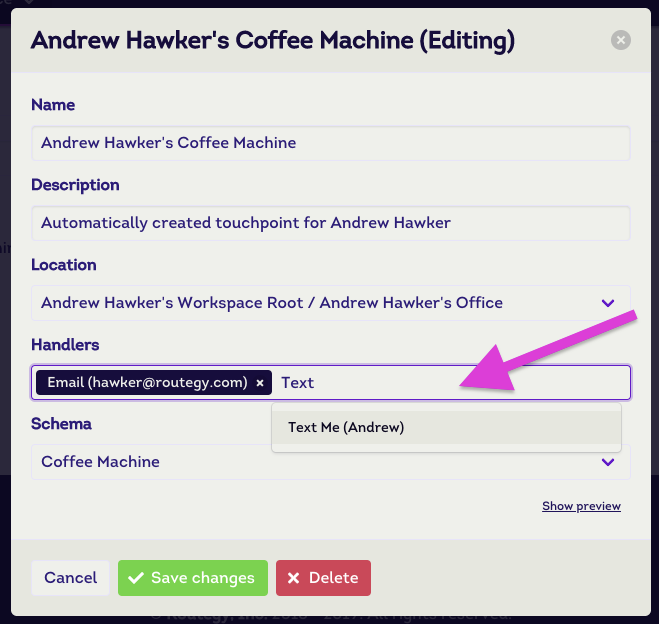 Andrew Hawker's Coffee Machine (Editing)
Name
Andrew Hawker's Coffee Machine
Description
Automatically created touchpoint for Andrew Hawker
Location
Andrew Hawker's Workspace Root / Andrew Hawker's Office
Handlers
Email (hawker@routegy.com) × Text
Text Me (Andrew)
Schema
Coffee Machine
Show preview
Cancel
Save changes
Delete
© Routegy, Inc. 2016 - 2017. All rights reserved.